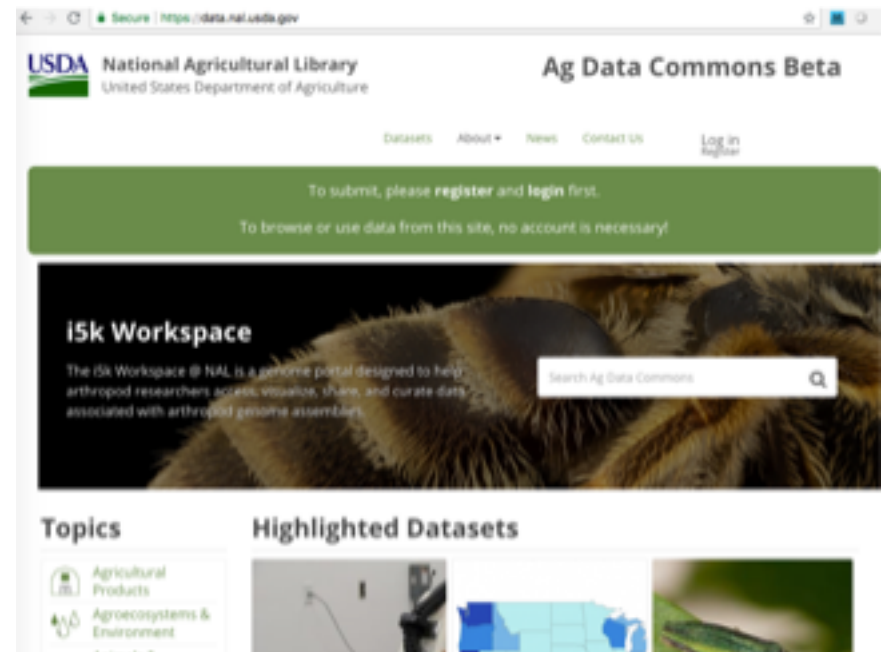 Secure | https://data.nal.usda.gov
USDA
National Agricultural Library
United States Department of Agriculture
Ag Data Commons Beta
Datasets About News Contact Us Log in
Register
To submit, please register and login first.
To browse or use data from this site, no account is necessary!
i5k Workspace
The i5k Workspace @ NAL is a genome portal designed to help
arthropod researchers access, visualize, share, and curate data
associated with arthropod genome assemblies.
Search Ag Data Commons
Topics
Highlighted Datasets
Agricultural
Products
Agroecosystems &
Environment